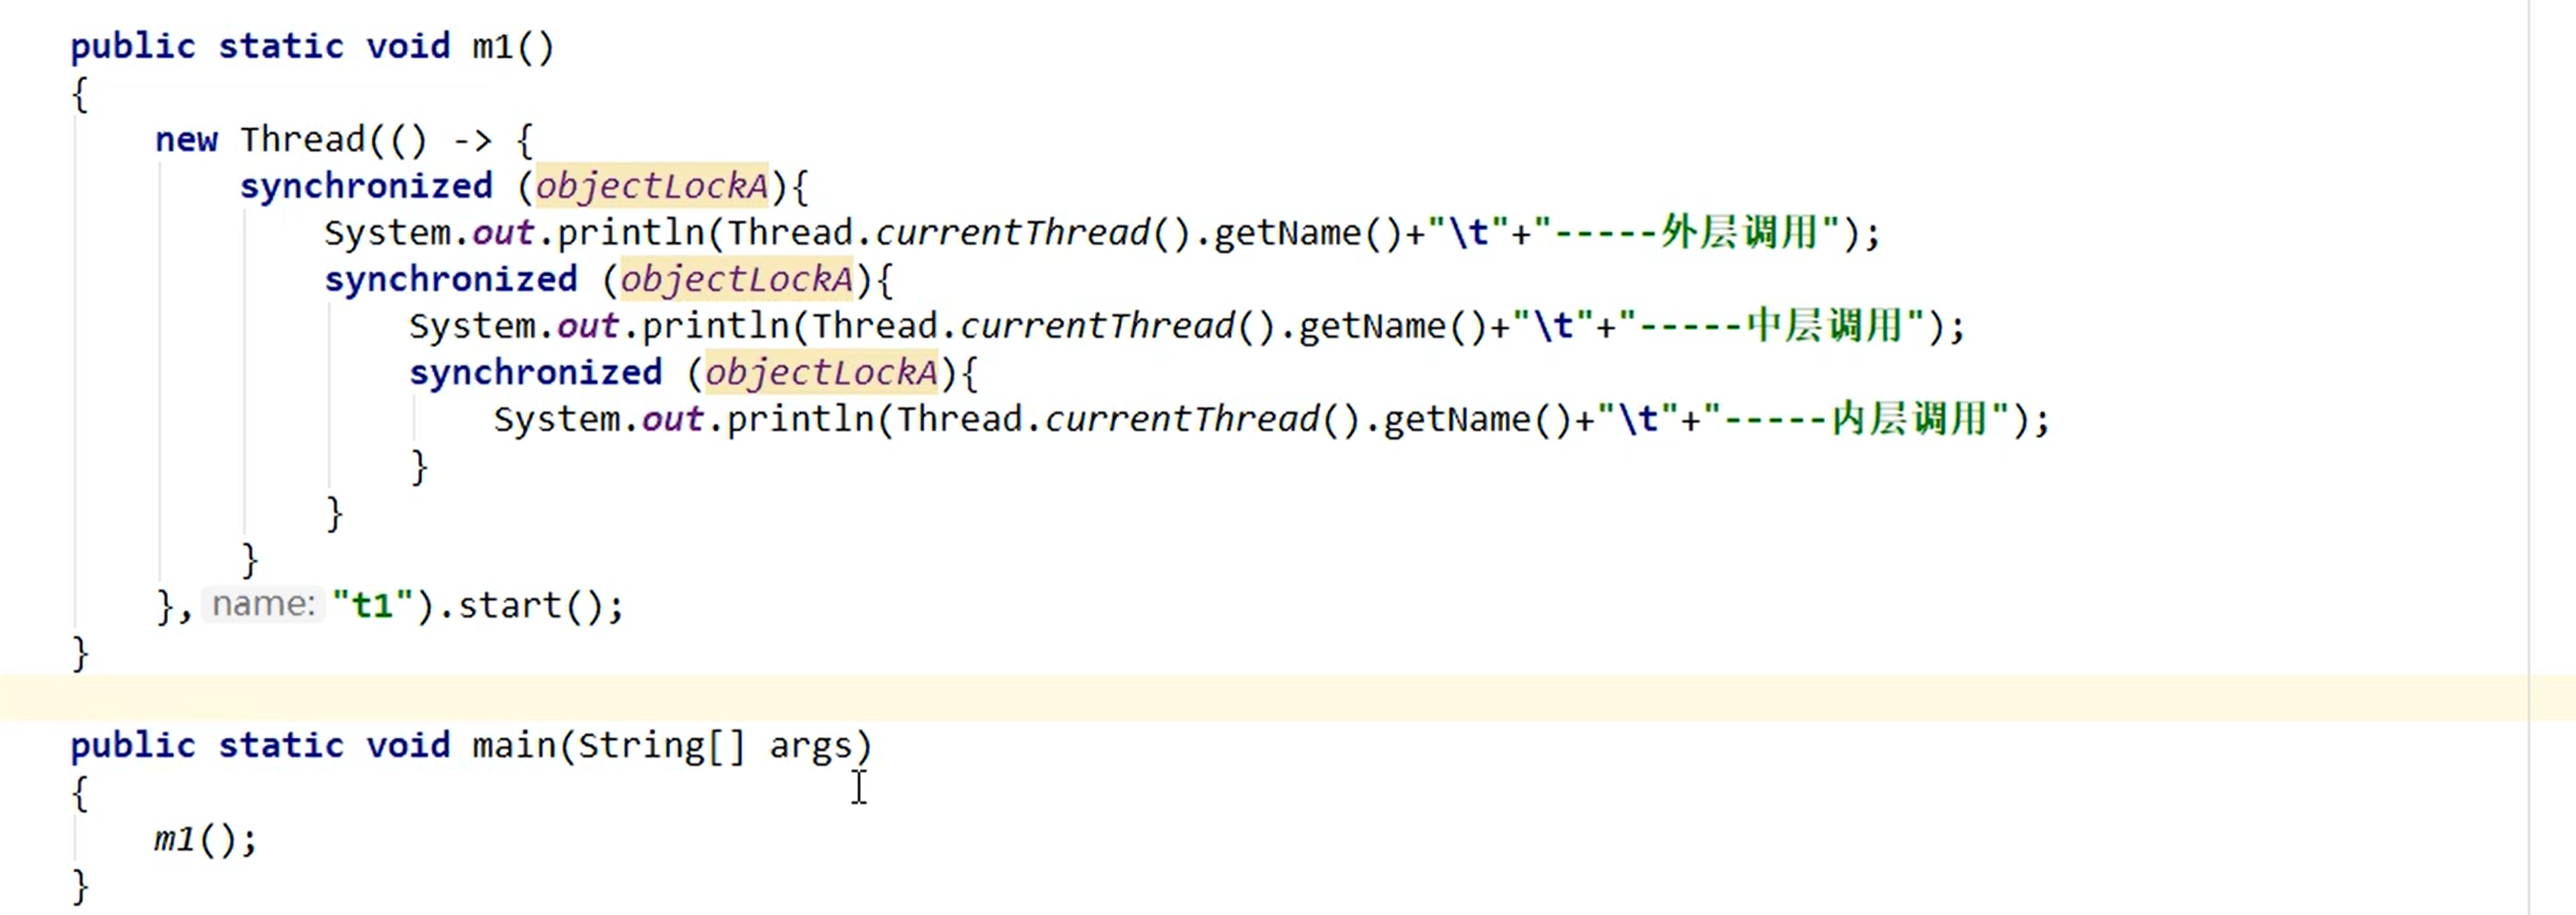 public static void m1()
{
new Thread(() -> {
synchronized (objectLockA){
System.out.println(Thread.currentThread().getName()+"\t"+"-----外层调用");
synchronized (objectLockA){
System.out.println(Thread.currentThread().getName()+"\t"+"-----中层调用");
synchronized (objectLockA){
System.out.println(Thread.currentThread().getName()+"\t"+"-----内层调用");
}
}
}
}, name: "t1").start();
}
public static void main(String[] args)
{
m1();
}